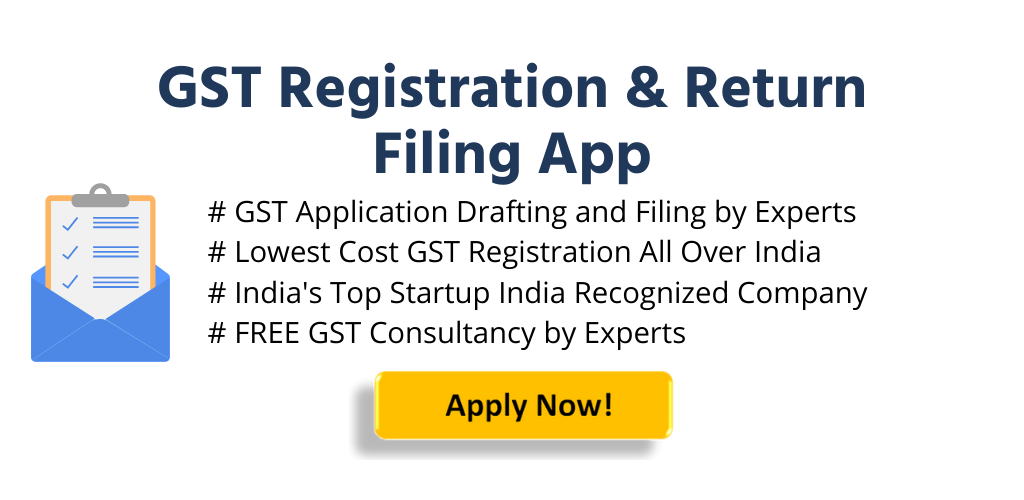 GST Registration & Return
Filing App
# GST Application Drafting and Filing by Experts
# Lowest Cost GST Registration All Over India
# India's Top Startup India Recognized Company
# FREE GST Consultancy by Experts
Apply Now!